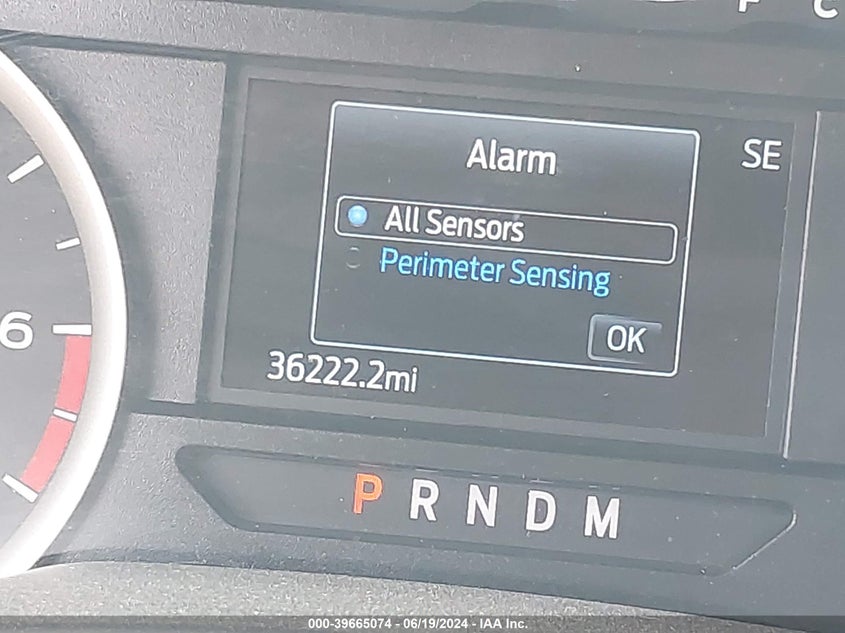 Alarm
SE
All Sensors
Perimeter Sensing
OK
36222.2mi
6
P R N D M
000-39665074 - 06/19/2024 - IAA Inc.